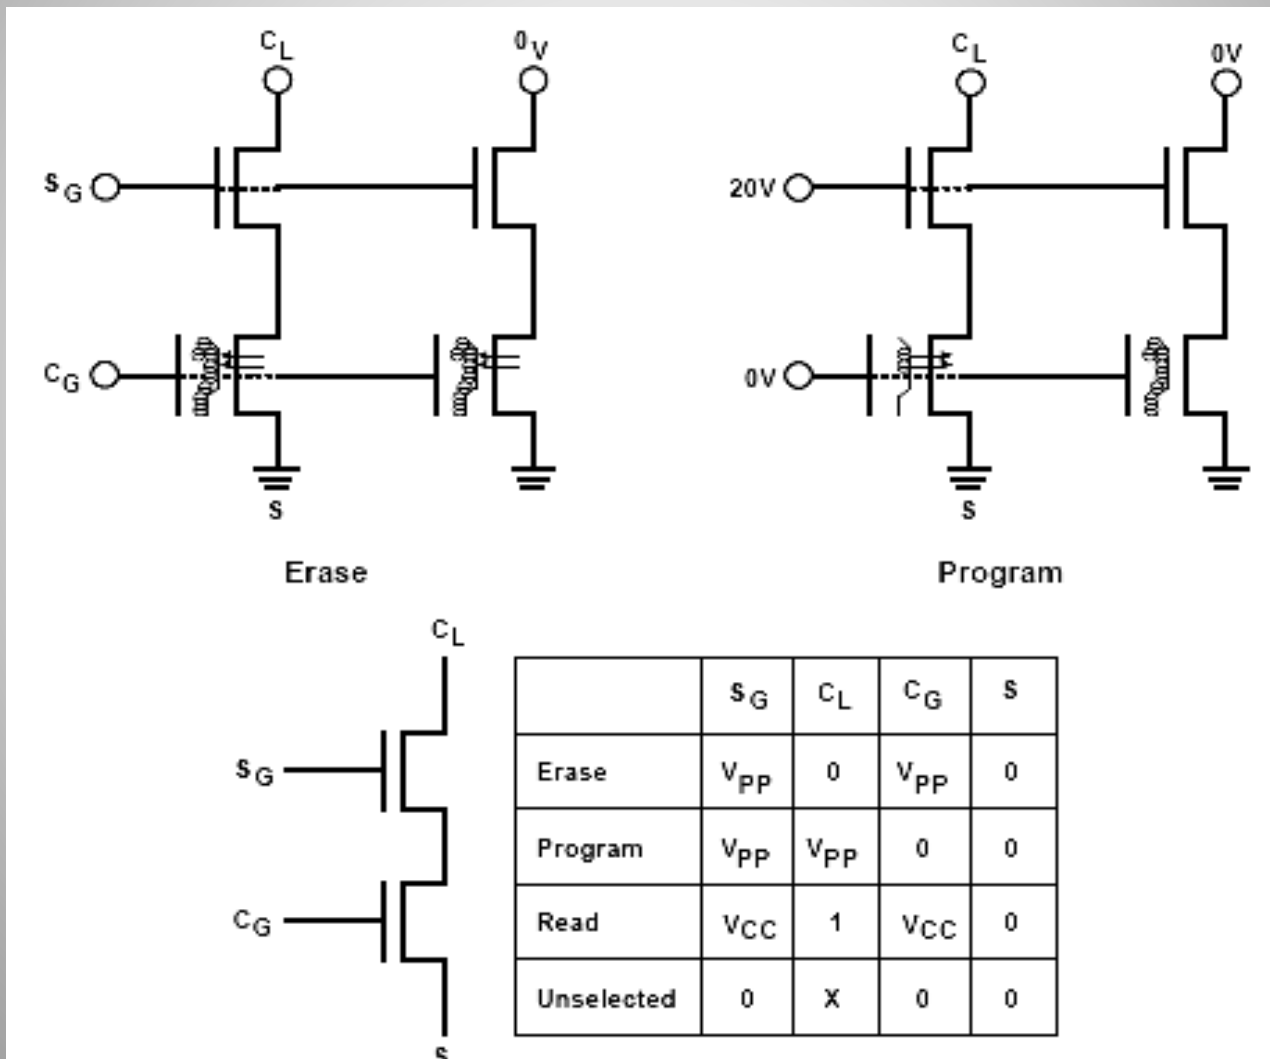 CL 0V CL 0V
SG 20V
CG 0V
S S
Erase Program
CL
SG CL CG S
SG Erase VPP 0 VPP 0
Program VPP VPP 0 0
CG Read VCC 1 VCC 0
Unselected 0 X 0 0
S